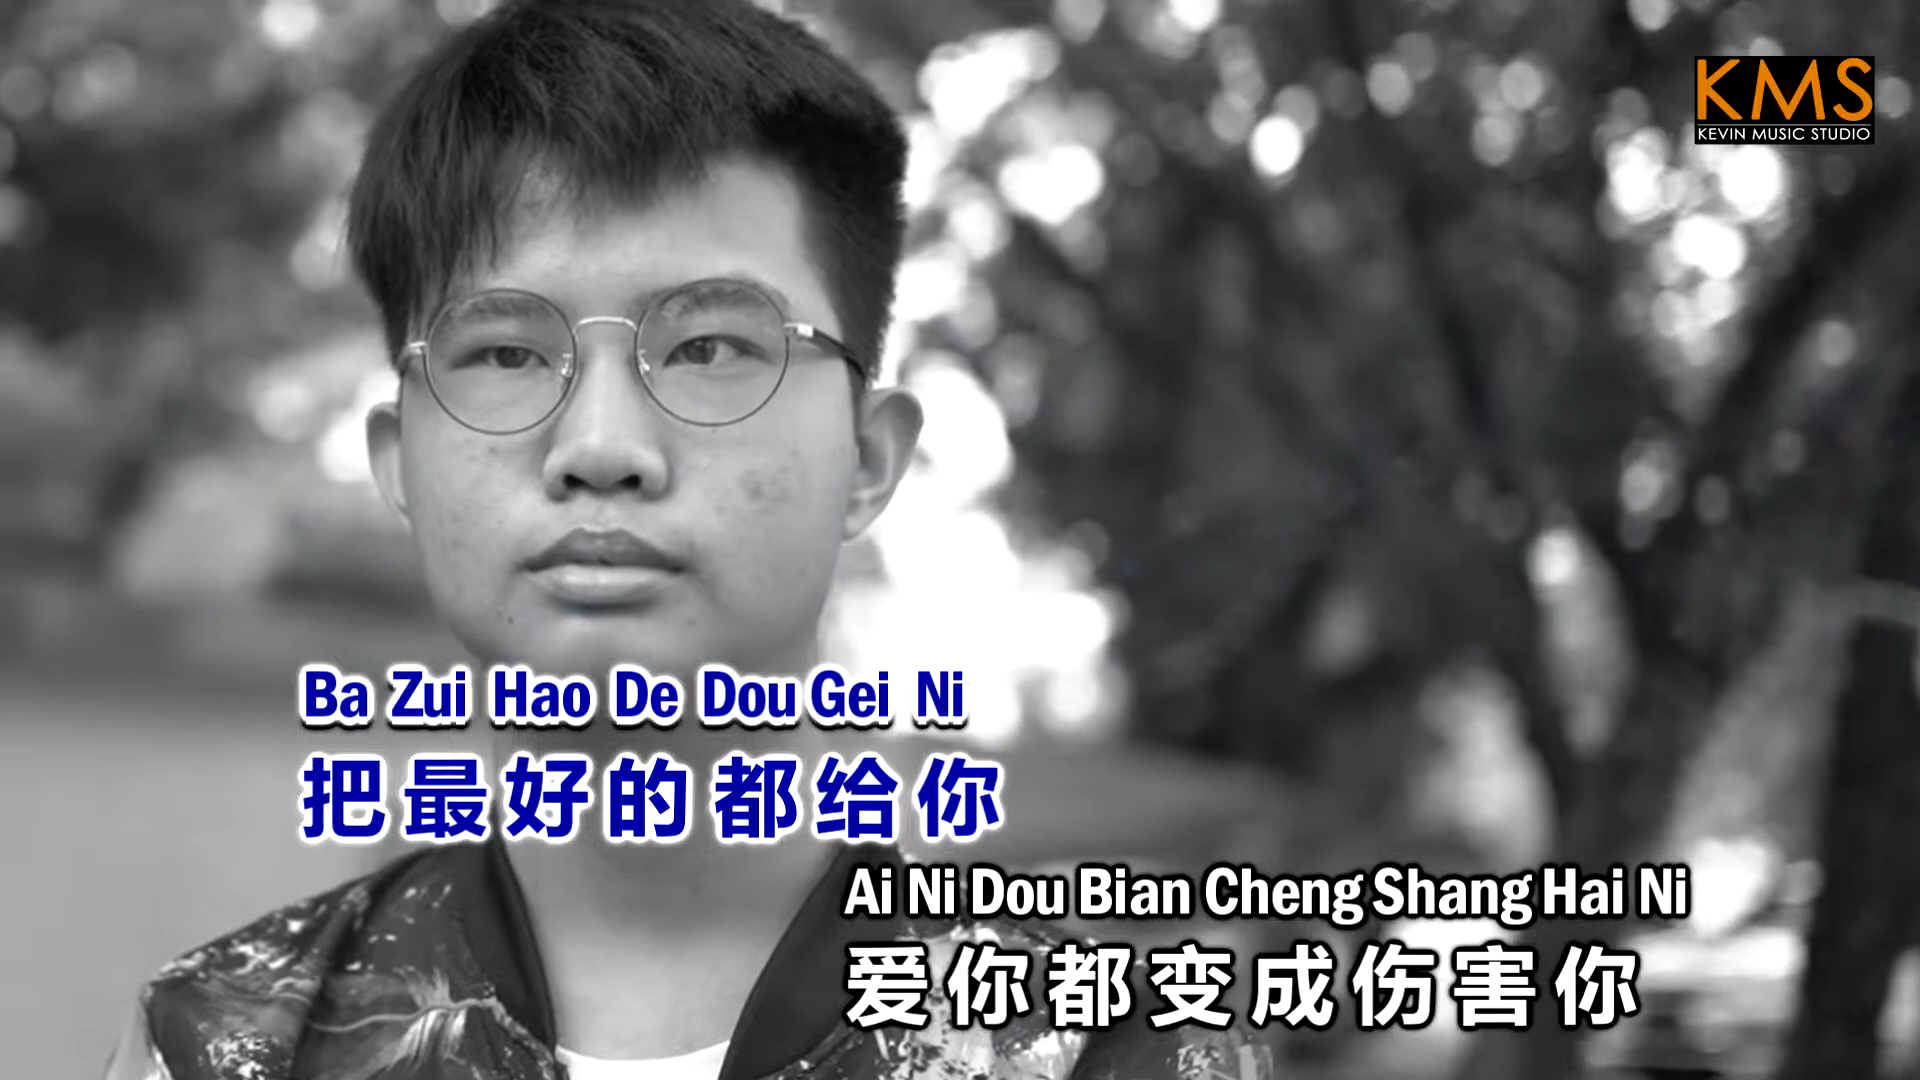 KMS
KEVIN MUSIC STUDIO
Ba Zui Hao De Dou Gei Ni
把最好的都给你
Ai Ni Dou Bian Cheng Shang Hai Ni
爱你都变成伤害你